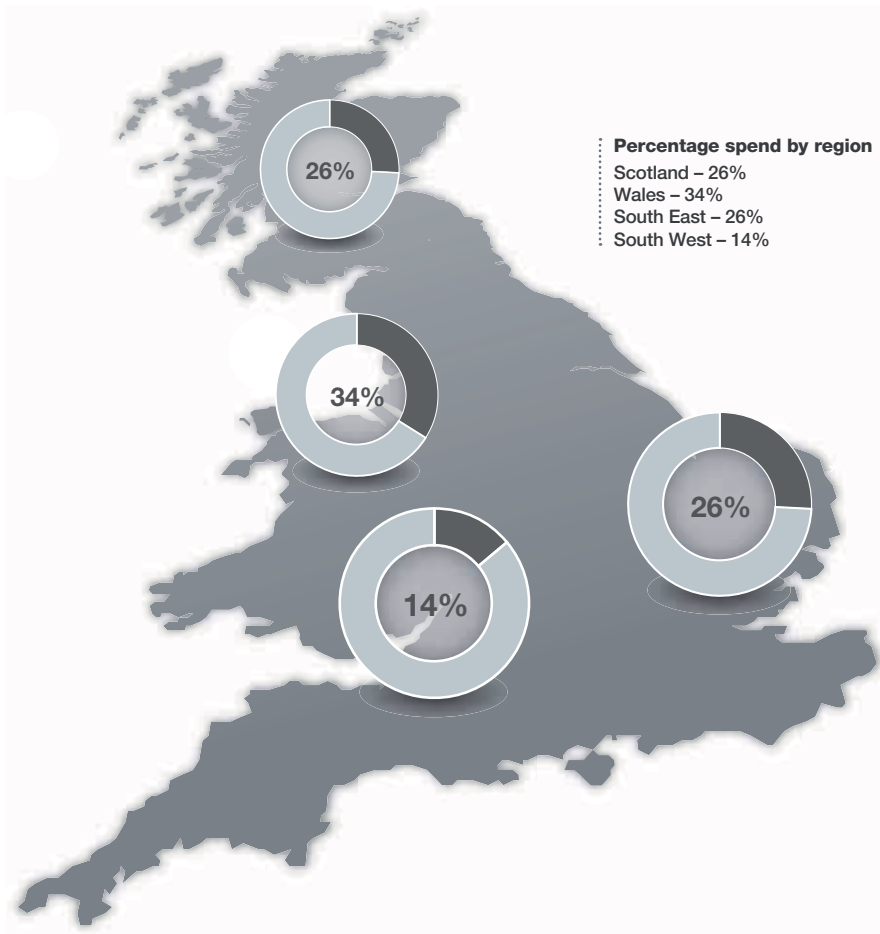 Percentage spend by region
Scotland – 26%
Wales – 34%
South East – 26%
South West – 14%
26%
34%
26%
14%